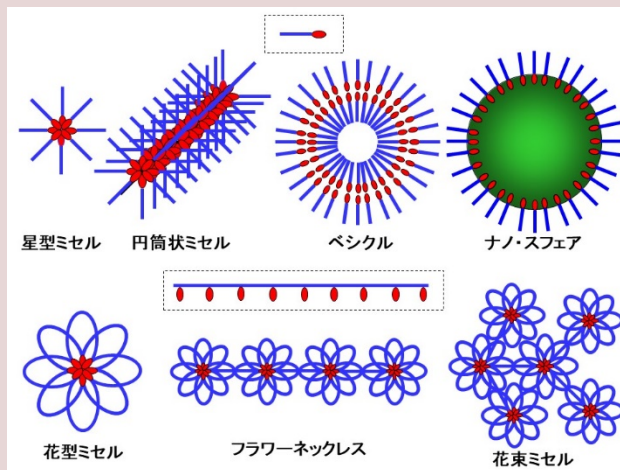 星型ミセル
円筒状ミセル
ベシクル
ナノ・スフェア
花型ミセル
フラワーネックレス
花束ミセル